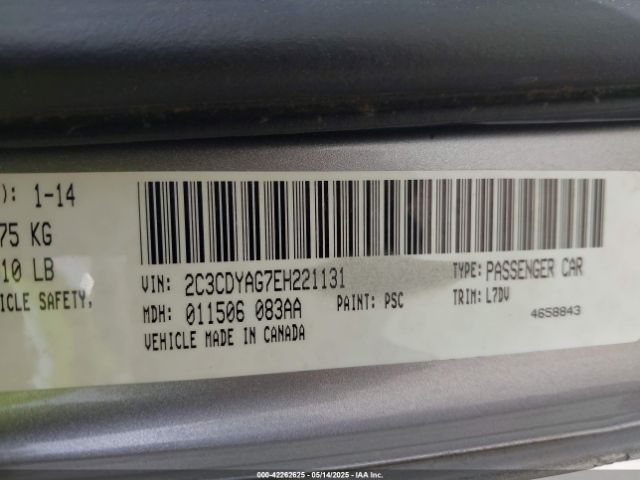 ): 1-14
75 KG
10 LB
ICLE SAFETY,
VIN: 2C3CDYAG7EH221131
TYPE: PASSENGER CAR
MDH: 011506 083AA
PAINT: PSC
TRIM: L7DV
VEHICLE MADE IN CANADA
4658843
000-42262625 | 05/14/2025 | IAA Inc.